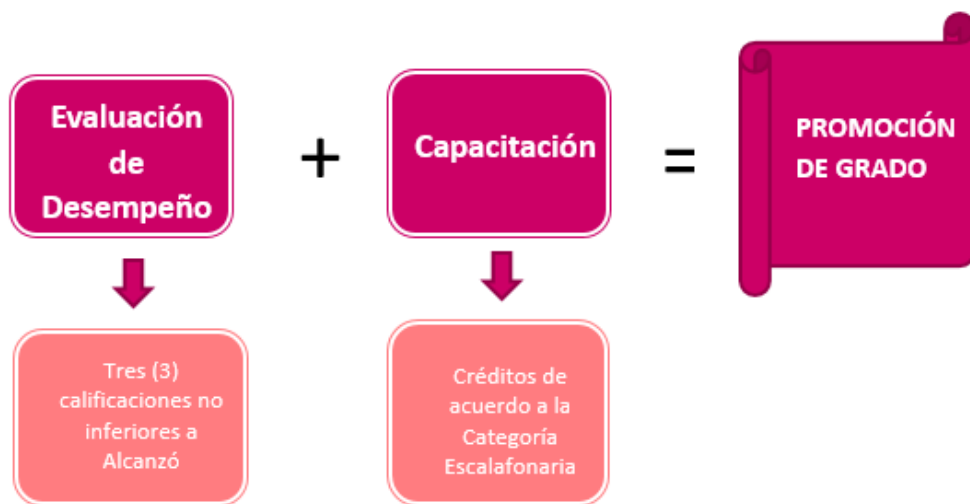 Evaluación
de
Desempeño
+
Capacitación
=
PROMOCIÓN
DE GRADO
Tres (3)
calificaciones no
inferiores a
Alcanzó
Créditos de
acuerdo a la
Categoría
Escalafonaria